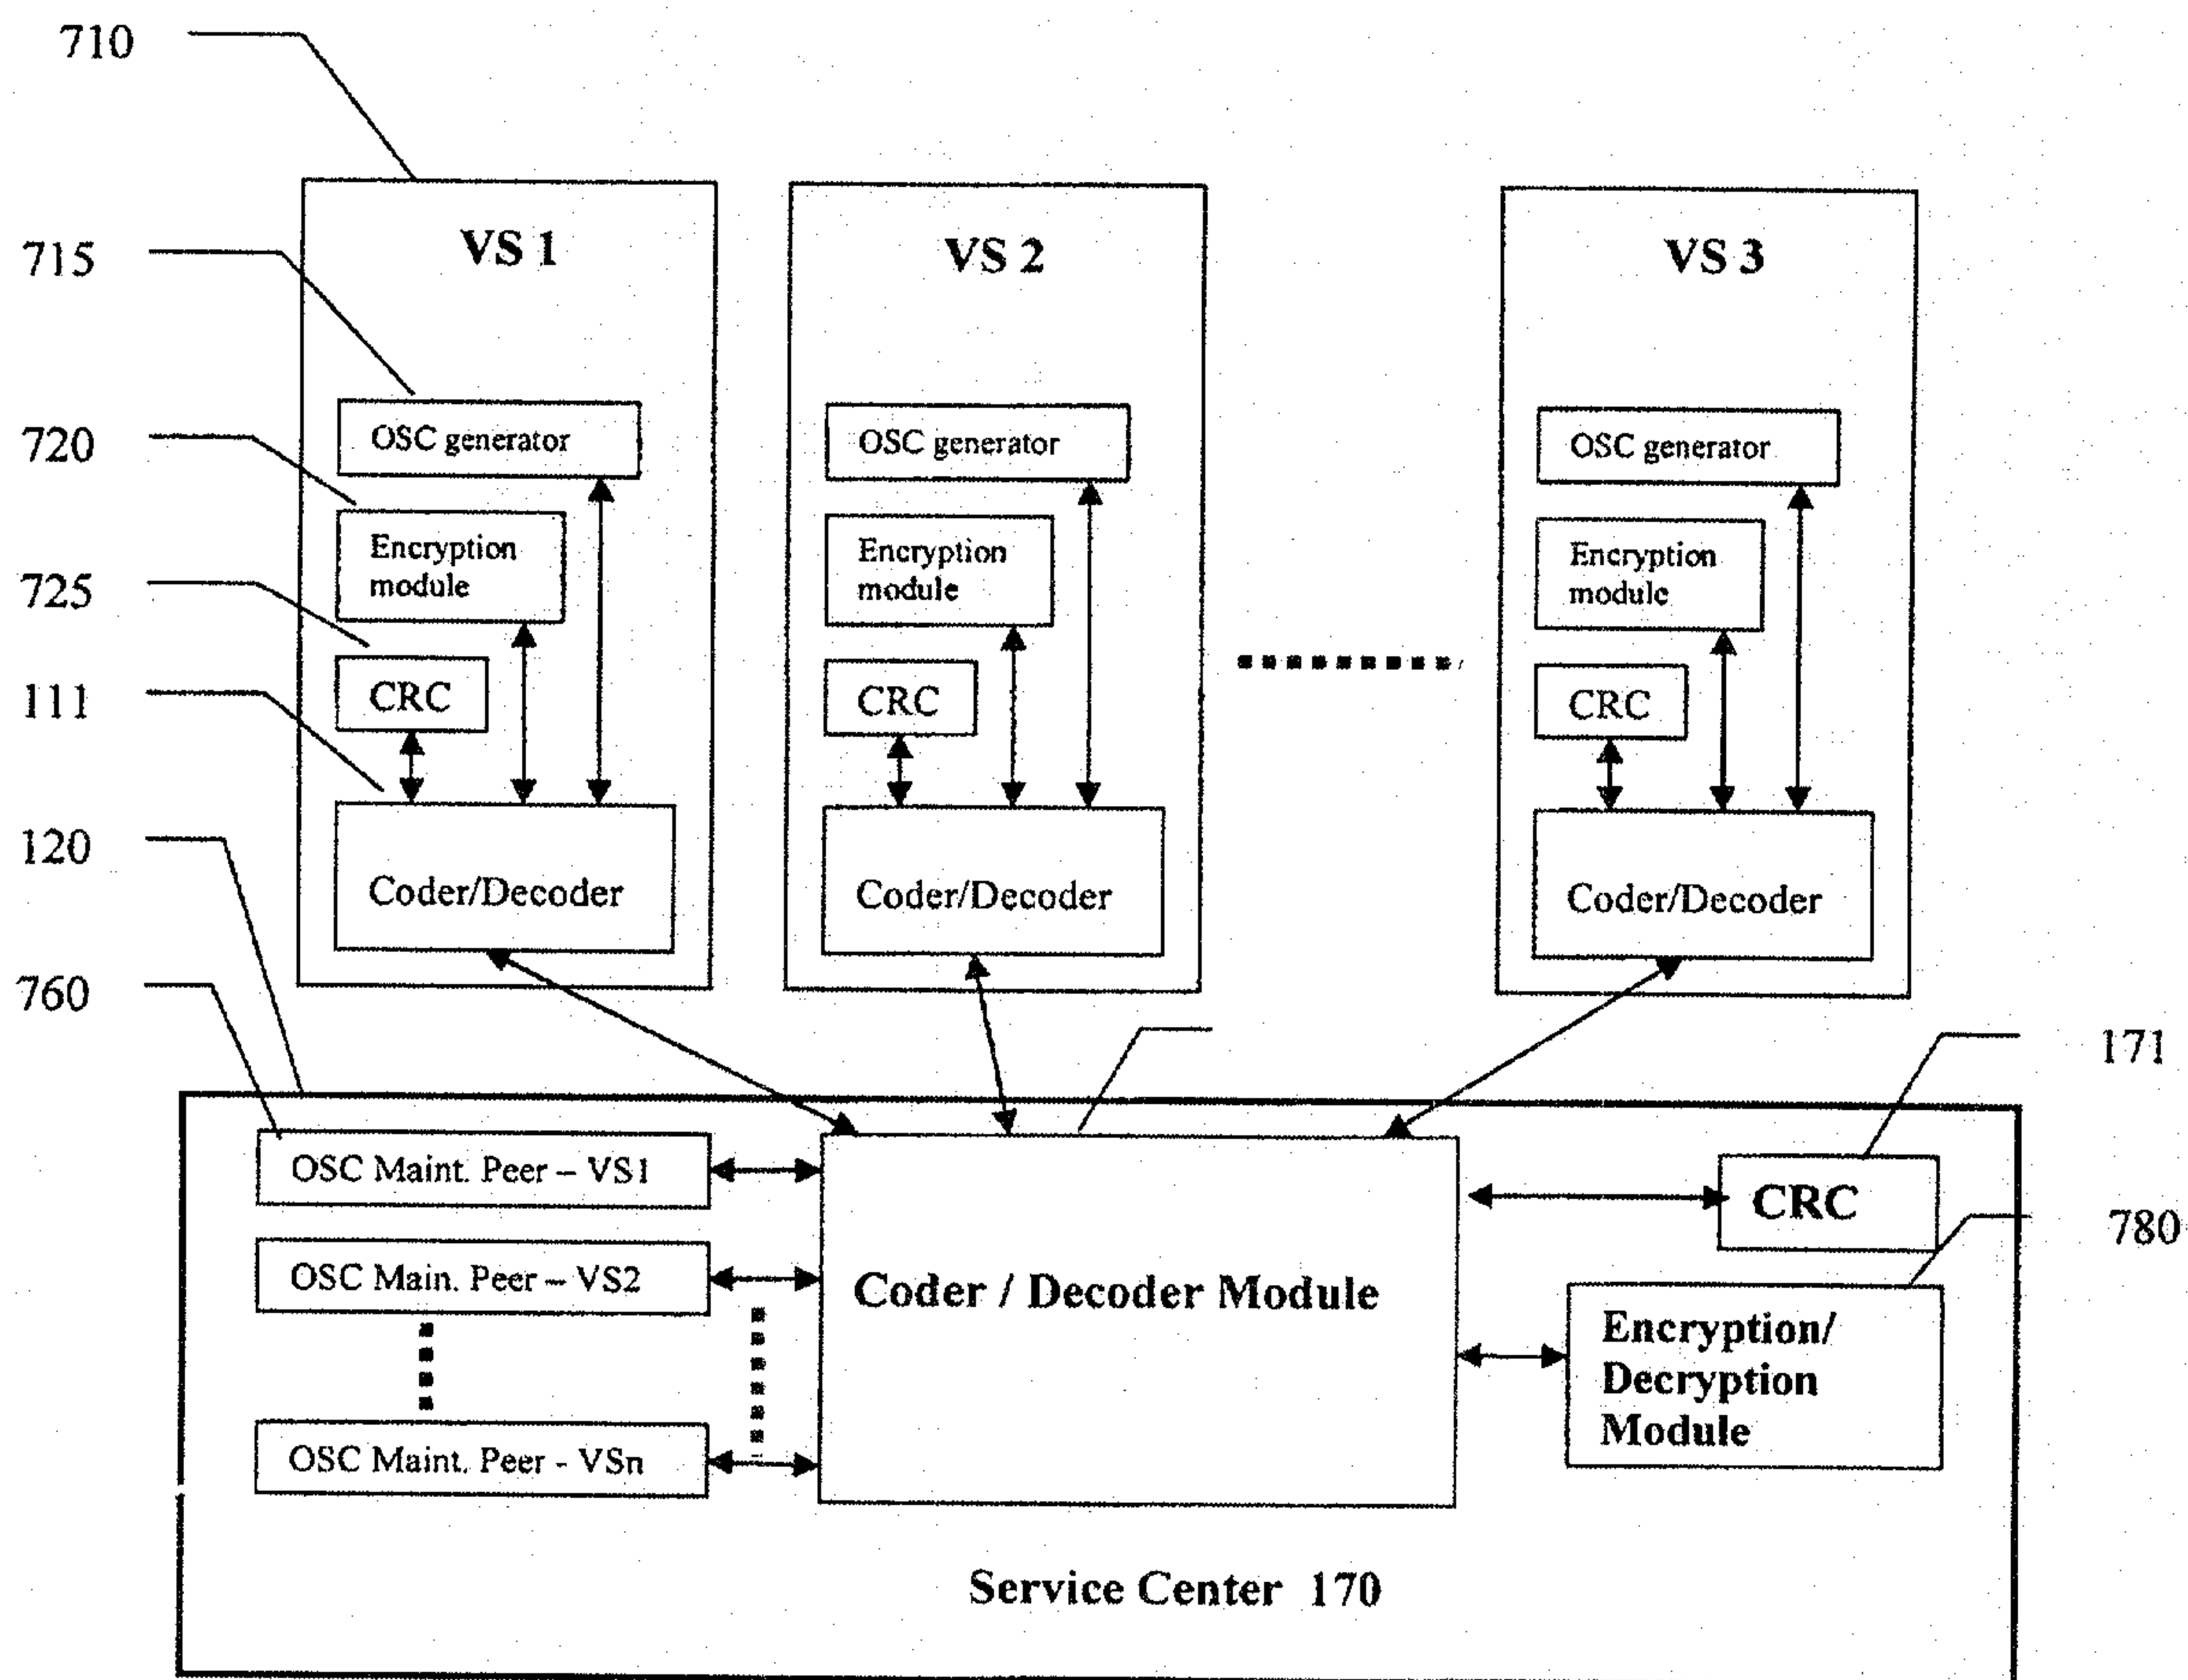 710
VS 1
VS 2
VS 3
715
OSC generator
OSC generator
OSC generator
720
Encryption
module
Encryption
module
Encryption
module
725
CRC
CRC
CRC
111
Coder/Decoder
Coder/Decoder
Coder/Decoder
120
760
171
OSC Maint. Peer – VS1
CRC
780
OSC Main. Peer – VS2
Coder / Decoder Module
Encryption/
Decryption
Module
OSC Maint. Peer - VSn
Service Center 170